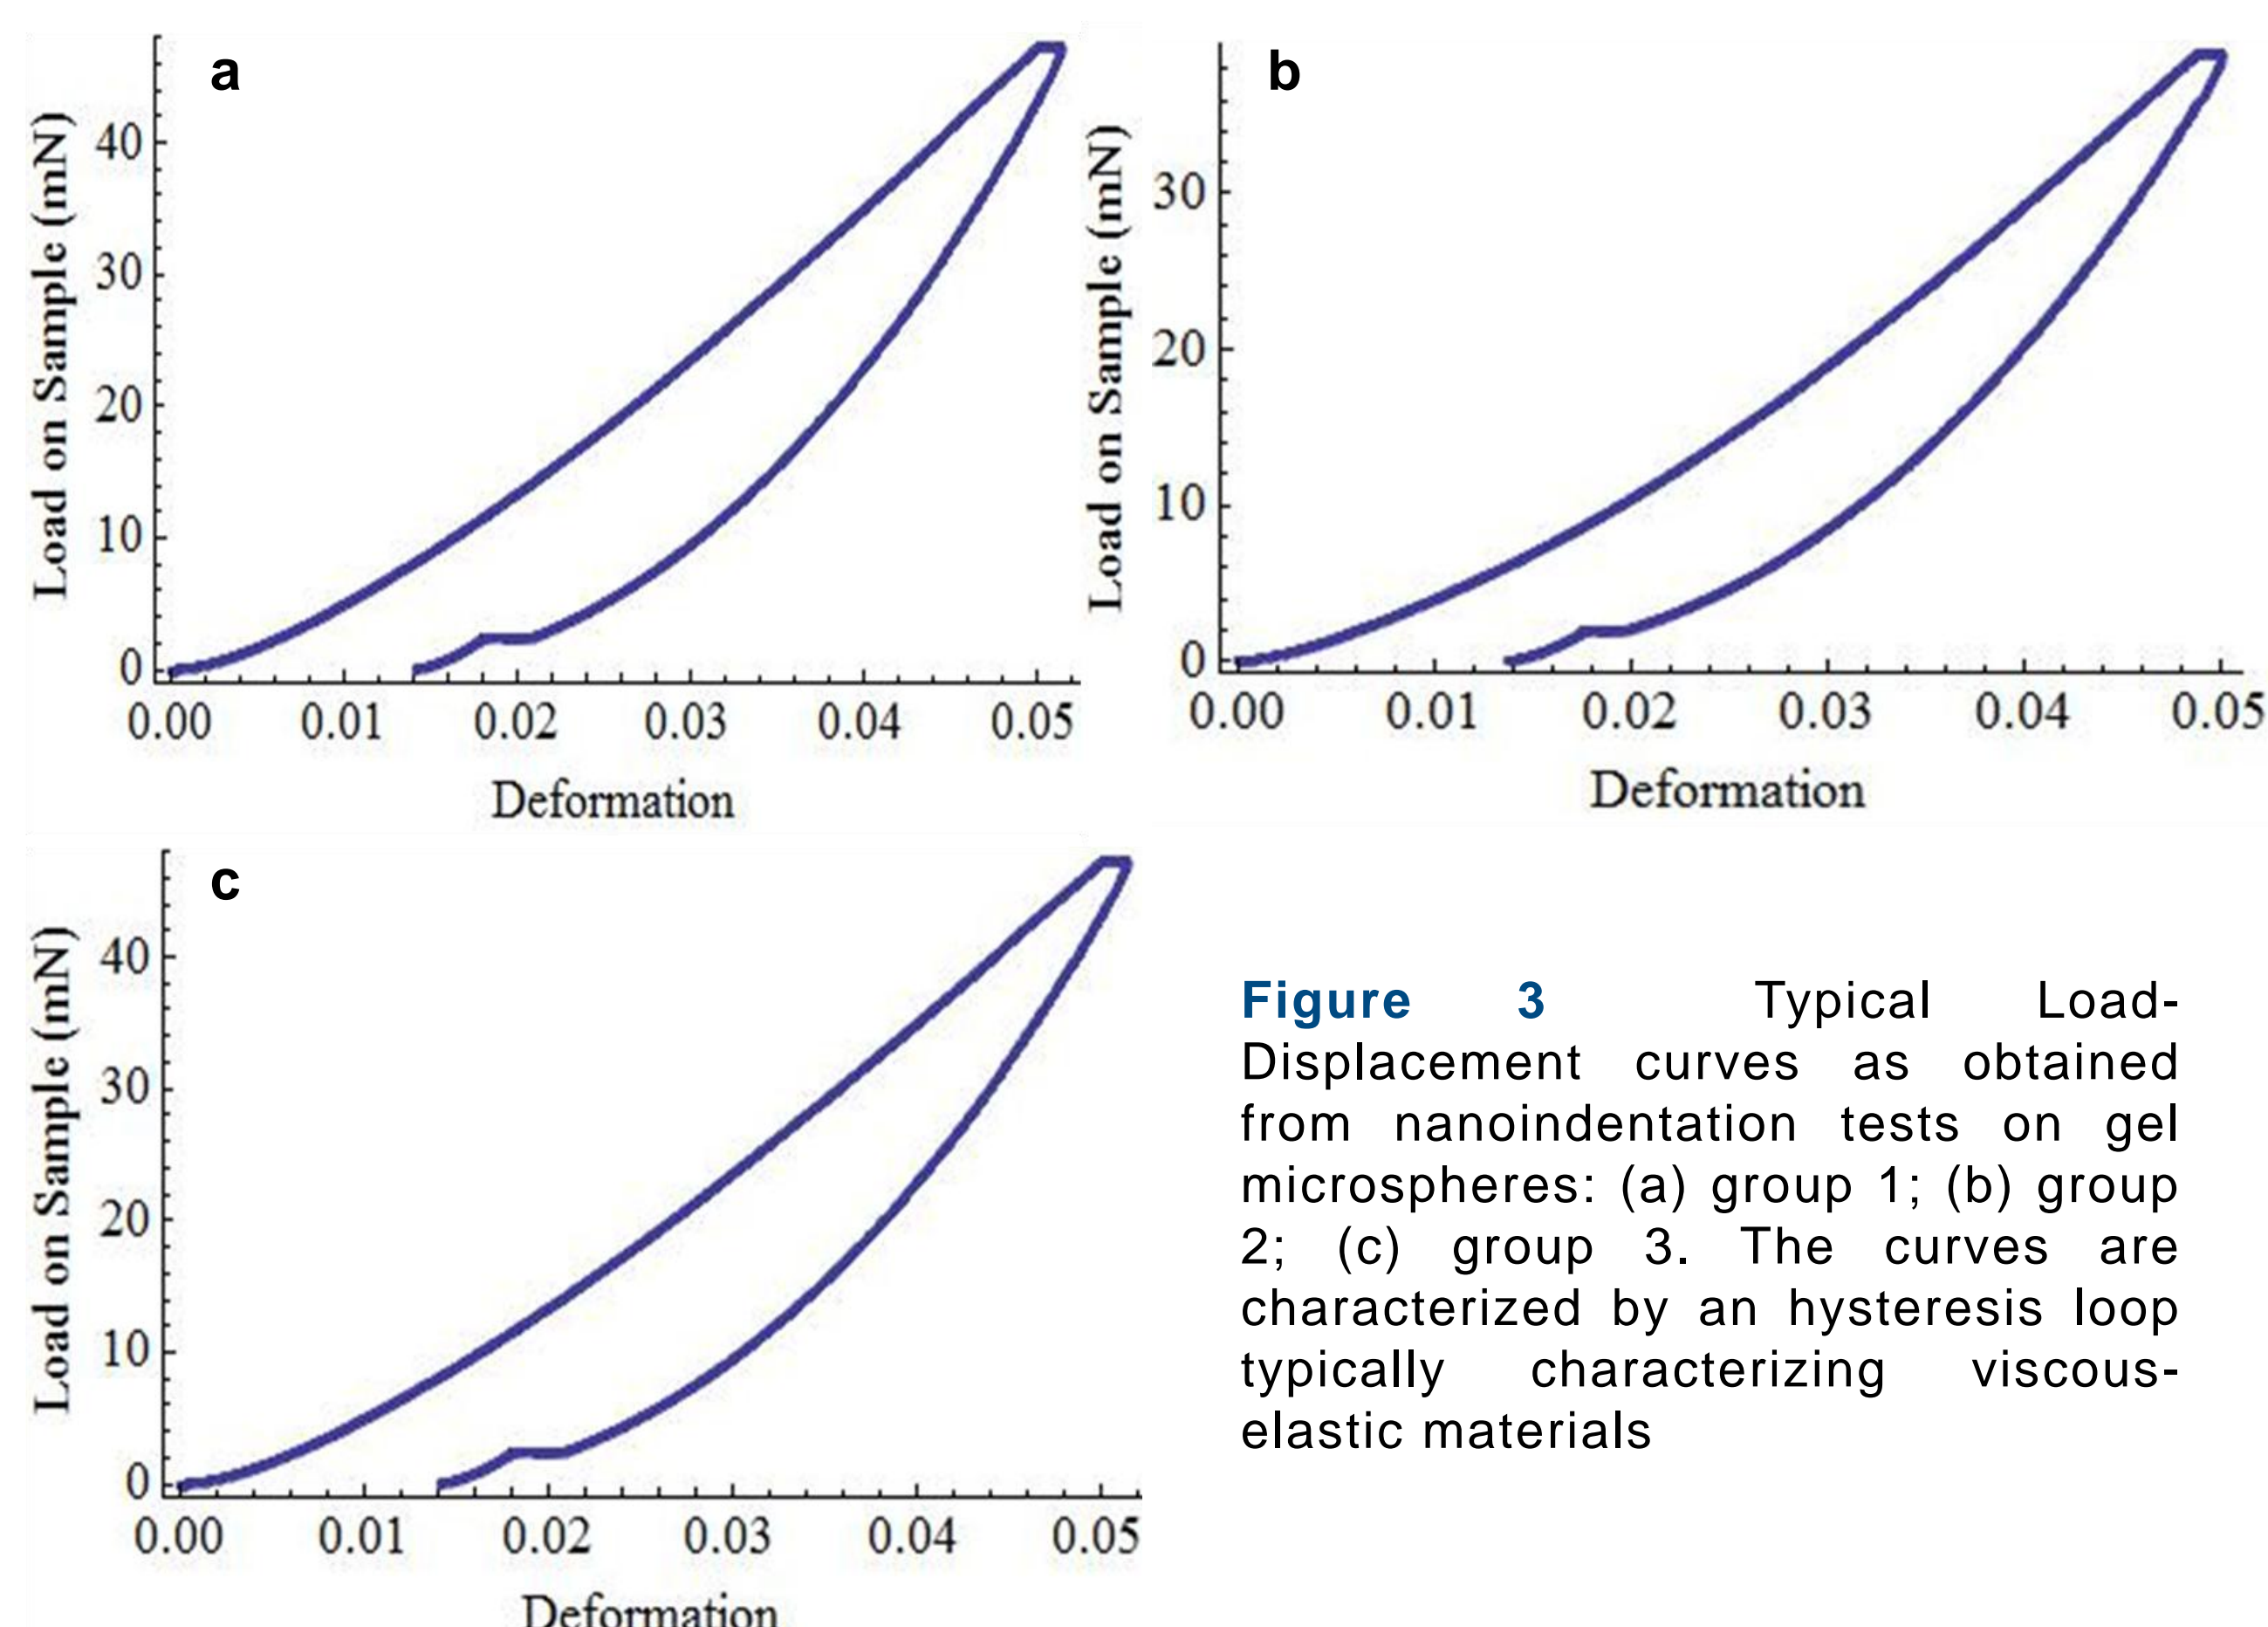 a
Load on Sample (mN)
40
30
20
10
0
0.00 0.01 0.02 0.03 0.04 0.05
Deformation
b
Load on Sample (mN)
30
20
10
0
0.00 0.01 0.02 0.03 0.04 0.05
Deformation
c
Load on Sample (mN)
40
30
20
10
0
0.00 0.01 0.02 0.03 0.04 0.05
Deformation
Figure 3 Typical Load-
Displacement curves as obtained
from nanoindentation tests on gel
microspheres: (a) group 1; (b) group
2; (c) group 3. The curves are
characterized by an hysteresis loop
typically characterizing viscous-
elastic materials